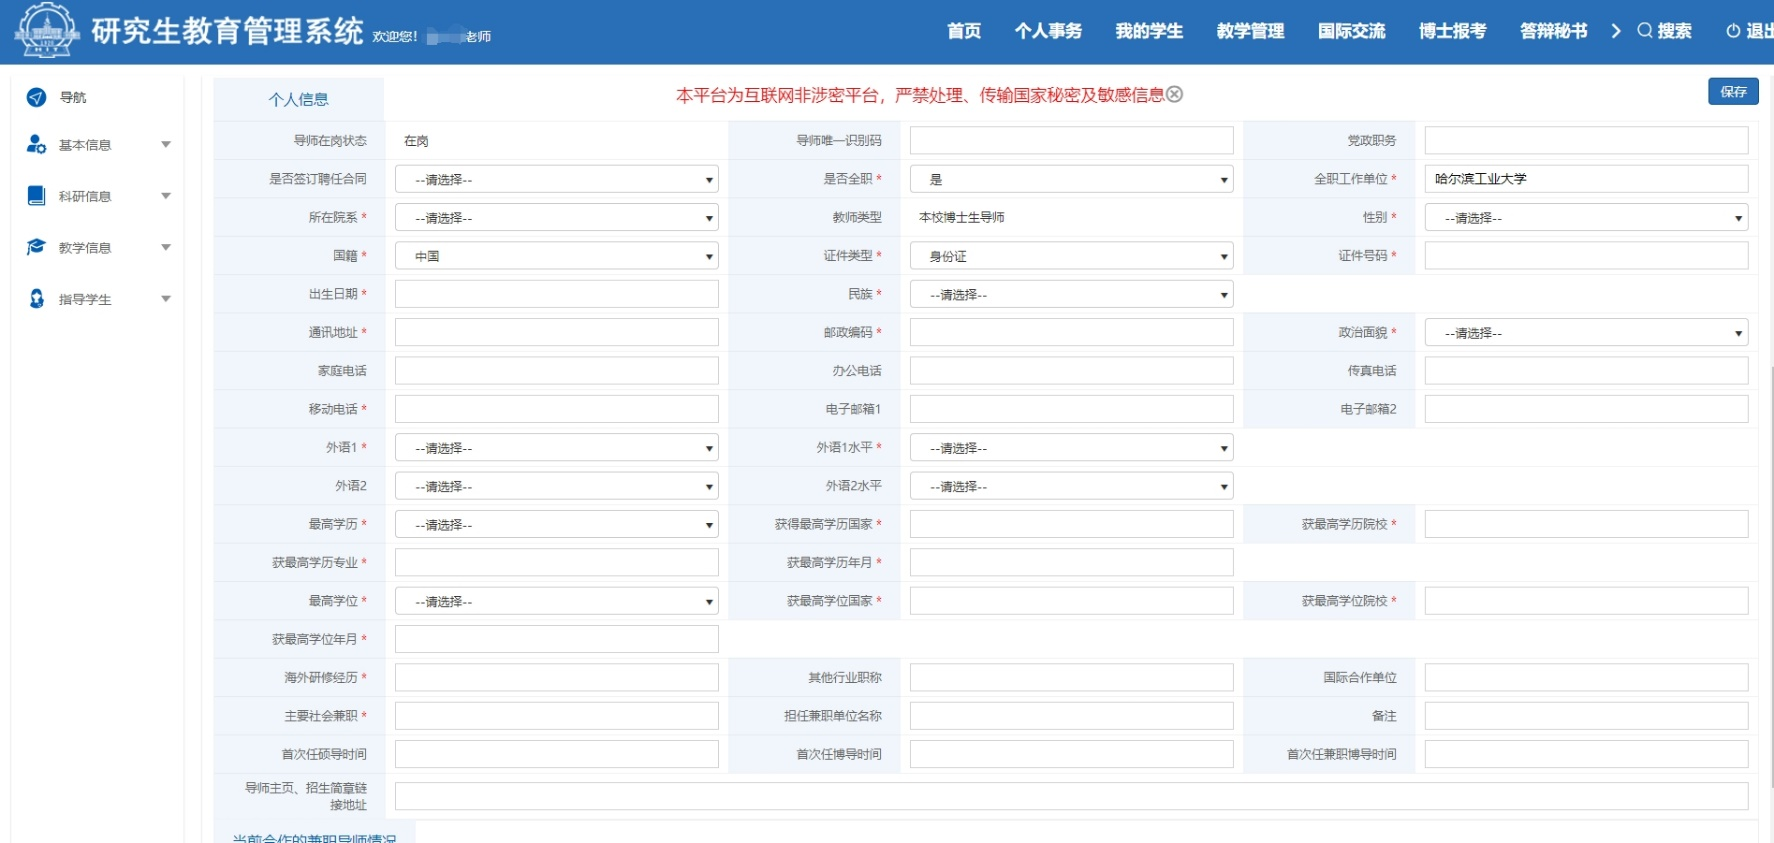 研究生教育管理系统 欢迎您! 老师
首页 个人事务 我的学生 教学管理 国际交流 博士报考 答辩秘书 搜索 退出
导航
基本信息
科研信息
教学信息
指导学生
个人信息
本平台为互联网非涉密平台，严禁处理、传输国家秘密及敏感信息
保存
导师在岗状态 在岗 导师唯一识别码 党政职务
是否签订聘任合同 --请选择-- 是否全职 * 是 全职工作单位 * 哈尔滨工业大学
所在院系 * --请选择-- 教师类型 本校博士生导师 性别 * --请选择--
国籍 * 中国 证件类型 * 身份证 证件号码 *
出生日期 * 民族 * --请选择--
通讯地址 * 邮政编码 * 政治面貌 * --请选择--
家庭电话 办公电话 传真电话
移动电话 * 电子邮箱1 电子邮箱2
外语1 * --请选择-- 外语1水平 * --请选择--
外语2 --请选择-- 外语2水平 --请选择--
最高学历 * --请选择-- 获得最高学历国家 * 获最高学历院校 *
获最高学历专业 * 获最高学历年月 *
最高学位 * --请选择-- 获最高学位国家 * 获最高学位院校 *
获最高学位年月 *
海外研修经历 * 其他行业职称 国际合作单位
主要社会兼职 * 担任兼职单位名称 备注
首次任硕导时间 首次任博导时间 首次任兼职博导时间
导师主页、招生简章链
接地址
当前合作的兼职导师情况